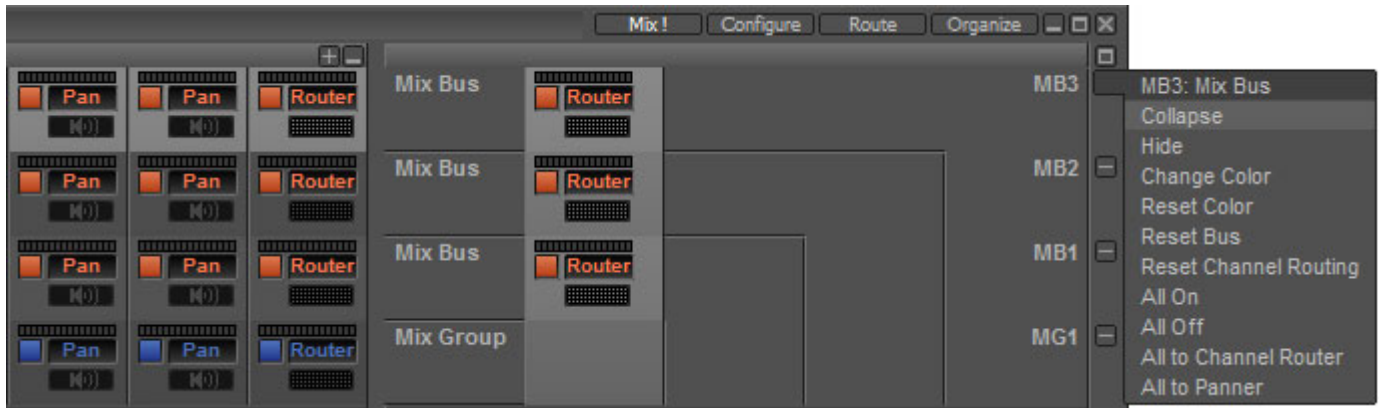 Mix ! Configure Route Organize
Pan Pan Router Mix Bus Router MB3
Pan Pan Router Mix Bus Router MB2
Pan Pan Router Mix Bus Router MB1
Pan Pan Router Mix Group MG1
MB3: Mix Bus
Collapse
Hide
Change Color
Reset Color
Reset Bus
Reset Channel Routing
All On
All Off
All to Channel Router
All to Panner